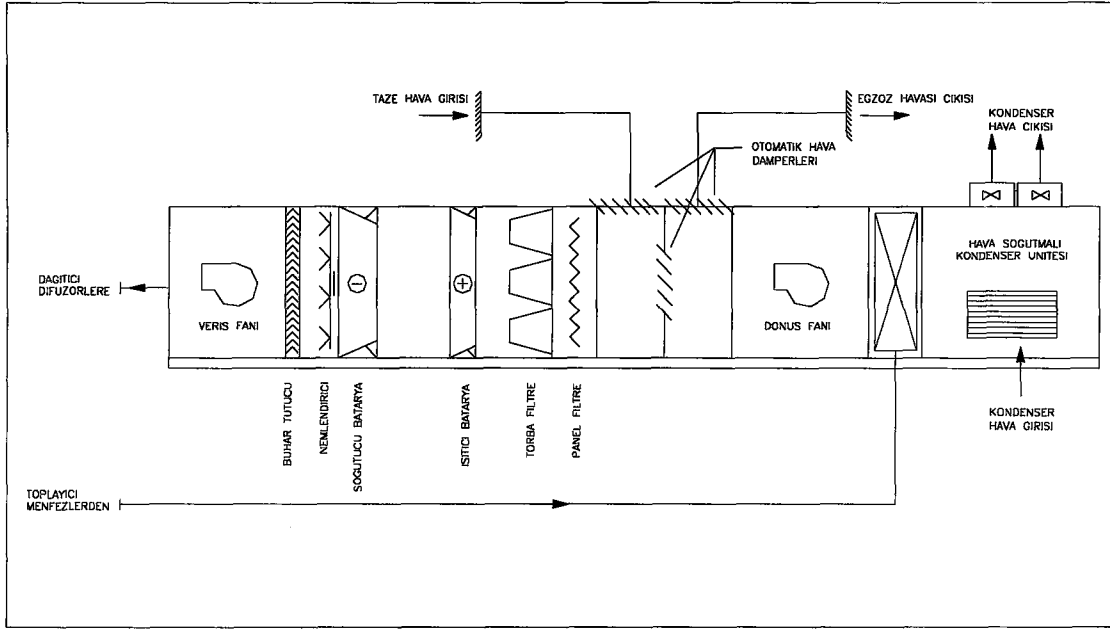 TAZE HAVA GIRISI
EGZOZ HAVASI CIKISI
KONDENSER
HAVA CIKISI
OTOMATIK HAVA
DAMPERLERI
HAVA SOGUTMALI
KONDENSER UNITESI
DAGITICI
DIFUZORLERE
VERIS FANI
DONUS FANI
BUHAR TUTUCU
NEMLENDIRICI
SOGUTUCU BATARYA
ISITICI BATARYA
TORBA FILTRE
PANEL FILTRE
KONDENSER
HAVA GIRISI
TOPLAYICI
MENFEZLERDEN